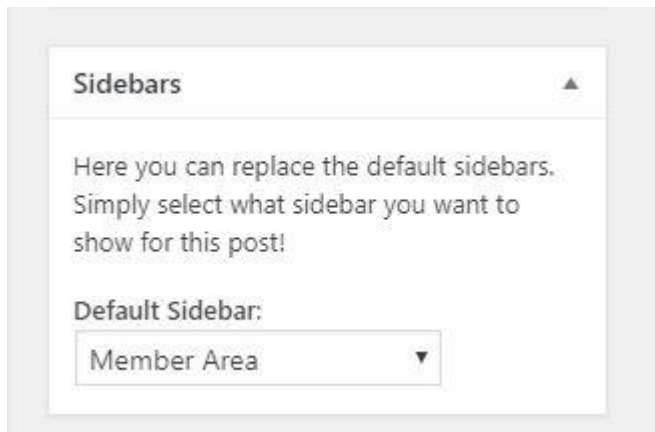 Sidebars
Here you can replace the default sidebars.
Simply select what sidebar you want to
show for this post!
Default Sidebar:
Member Area